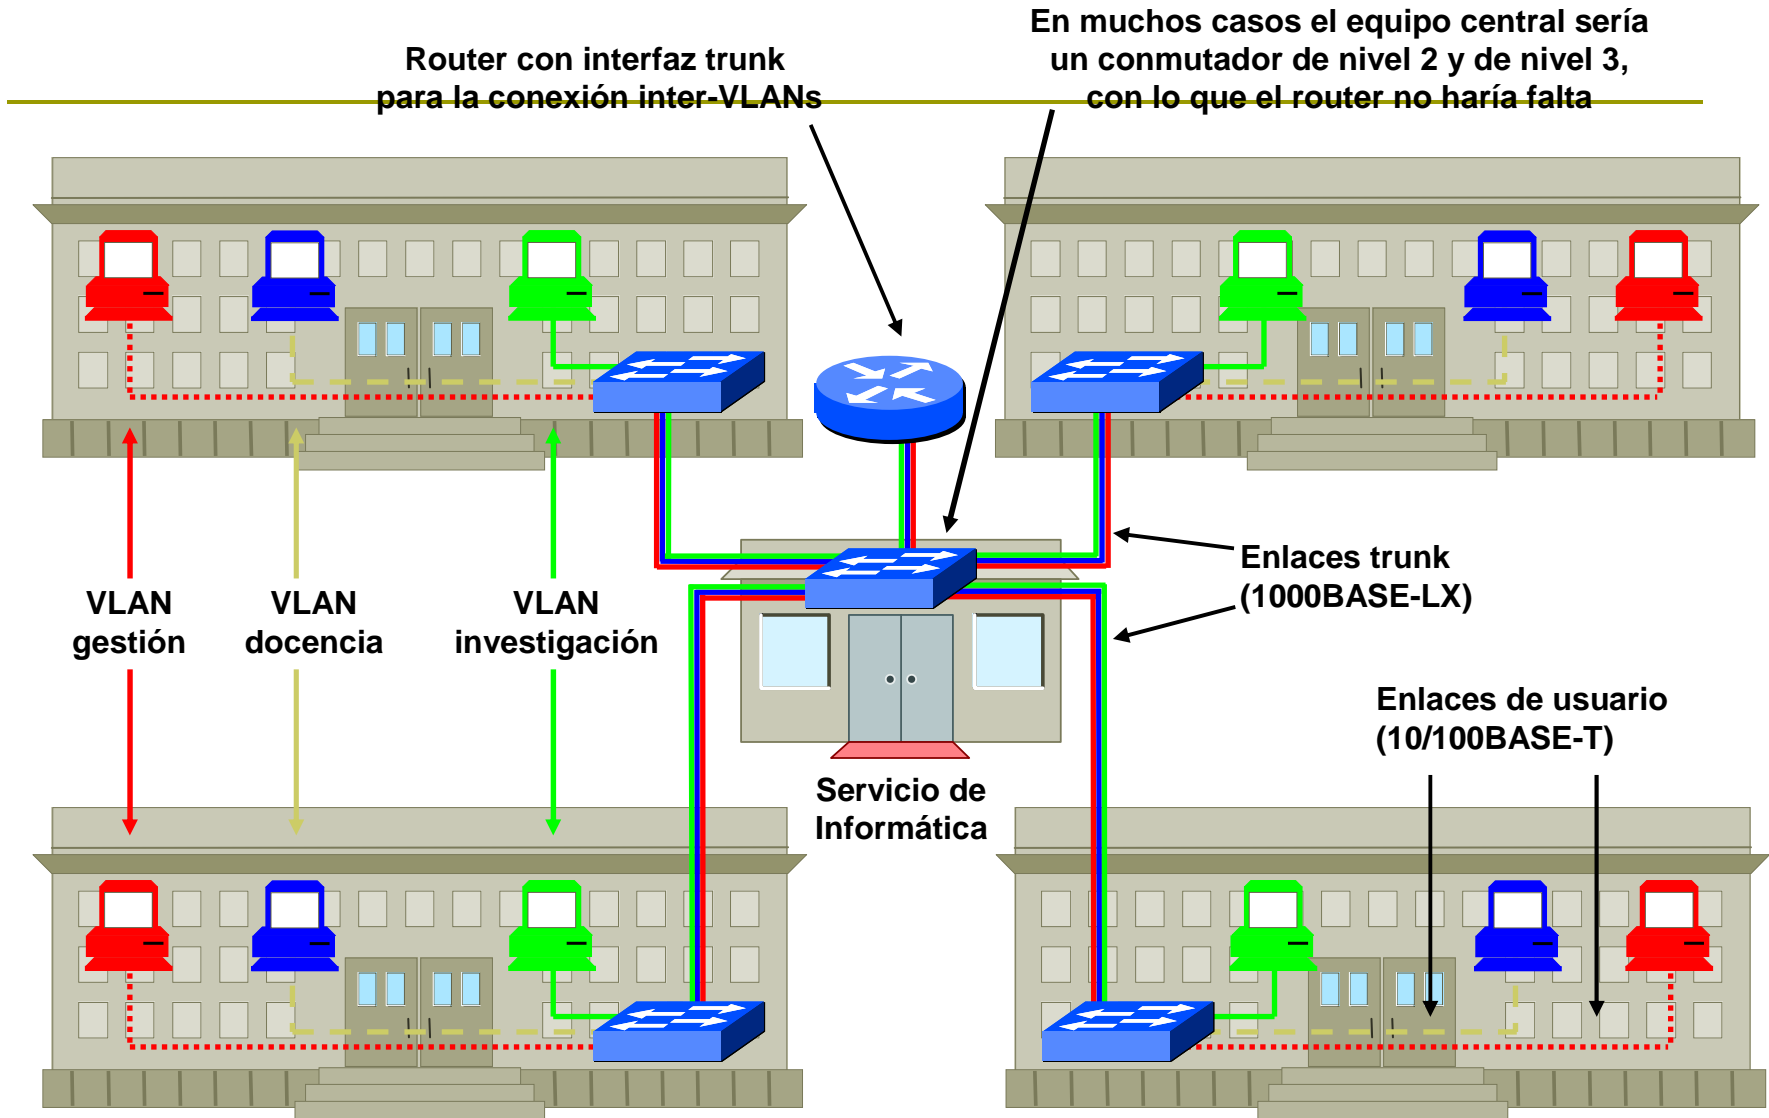 Router con interfaz trunk
para la conexión inter-VLANs
En muchos casos el equipo central sería
un conmutador de nivel 2 y de nivel 3,
con lo que el router no haría falta
Enlaces trunk
(1000BASE-LX)
VLAN
gestión
VLAN
docencia
VLAN
investigación
Enlaces de usuario
(10/100BASE-T)
Servicio de
Informática